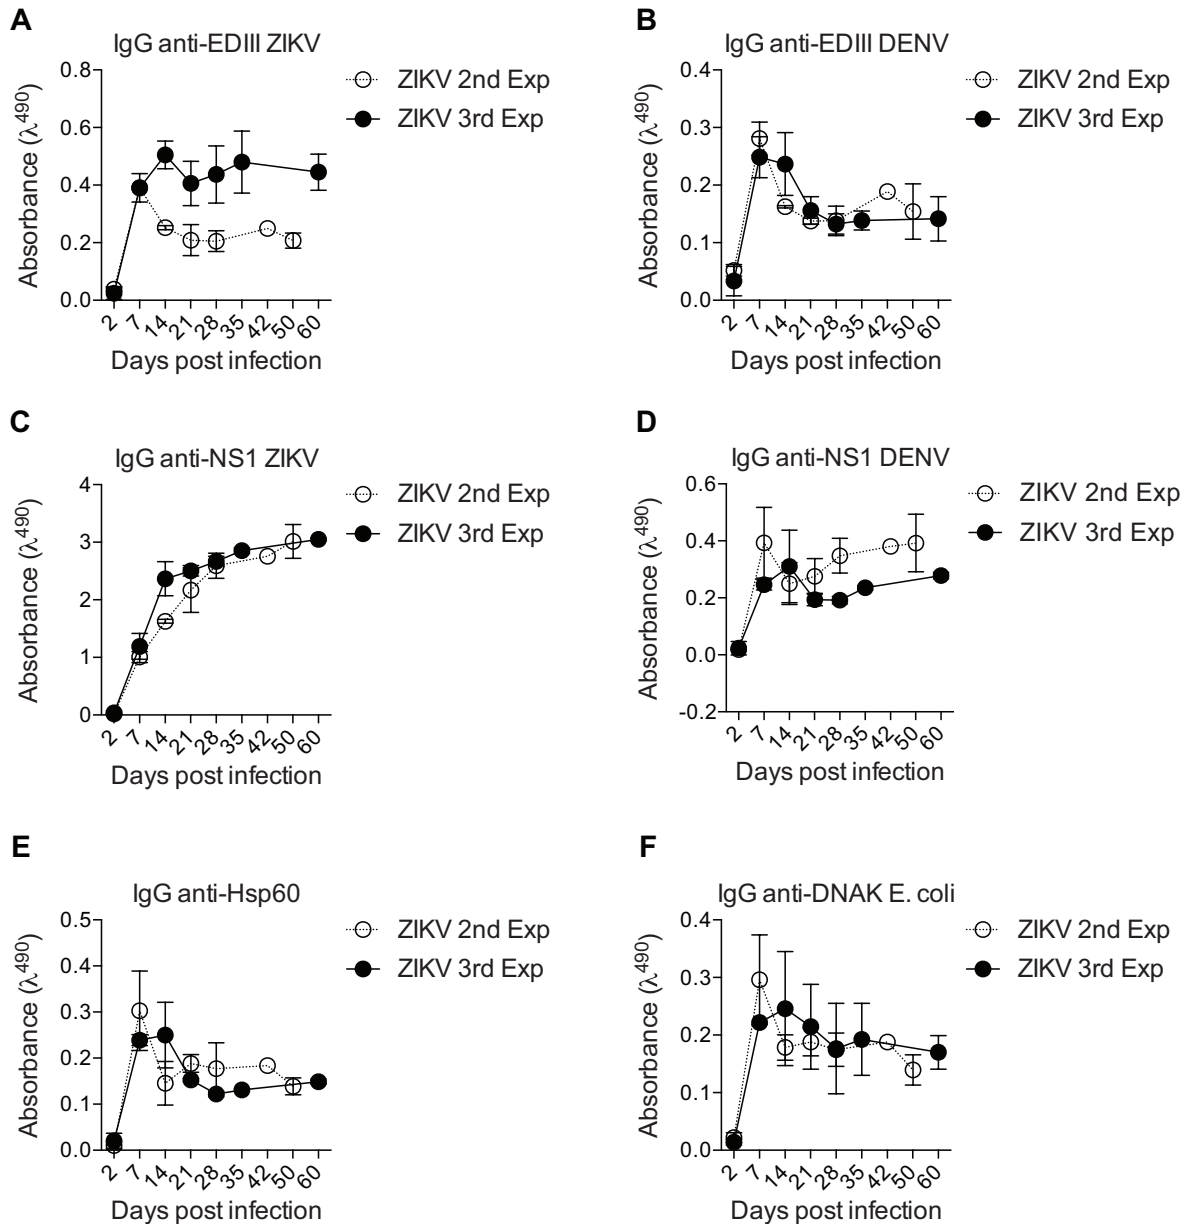 A
IgG anti-EDIII ZIKV
ZIKV 2nd Exp
ZIKV 3rd Exp
Absorbance (λ490)
0.8
0.6
0.4
0.2
0.0
2 7 14 21 28 35 42 50 60
Days post infection
B
IgG anti-EDIII DENV
ZIKV 2nd Exp
ZIKV 3rd Exp
Absorbance (λ490)
0.4
0.3
0.2
0.1
0.0
2 7 14 21 28 35 42 50 60
Days post infection
C
IgG anti-NS1 ZIKV
ZIKV 2nd Exp
ZIKV 3rd Exp
Absorbance (λ490)
4
3
2
1
0
2 7 14 21 28 35 42 50 60
Days post infection
D
IgG anti-NS1 DENV
ZIKV 2nd Exp
ZIKV 3rd Exp
Absorbance (λ490)
0.6
0.4
0.2
0.0
-0.2
2 7 14 21 28 35 42 50 60
Days post infection
E
IgG anti-Hsp60
ZIKV 2nd Exp
ZIKV 3rd Exp
Absorbance (λ490)
0.5
0.4
0.3
0.2
0.1
0.0
2 7 14 21 28 35 42 50 60
Days post infection
F
IgG anti-DNAK E. coli
ZIKV 2nd Exp
ZIKV 3rd Exp
Absorbance (λ490)
0.4
0.3
0.2
0.1
0.0
2 7 14 21 28 35 42 50 60
Days post infection